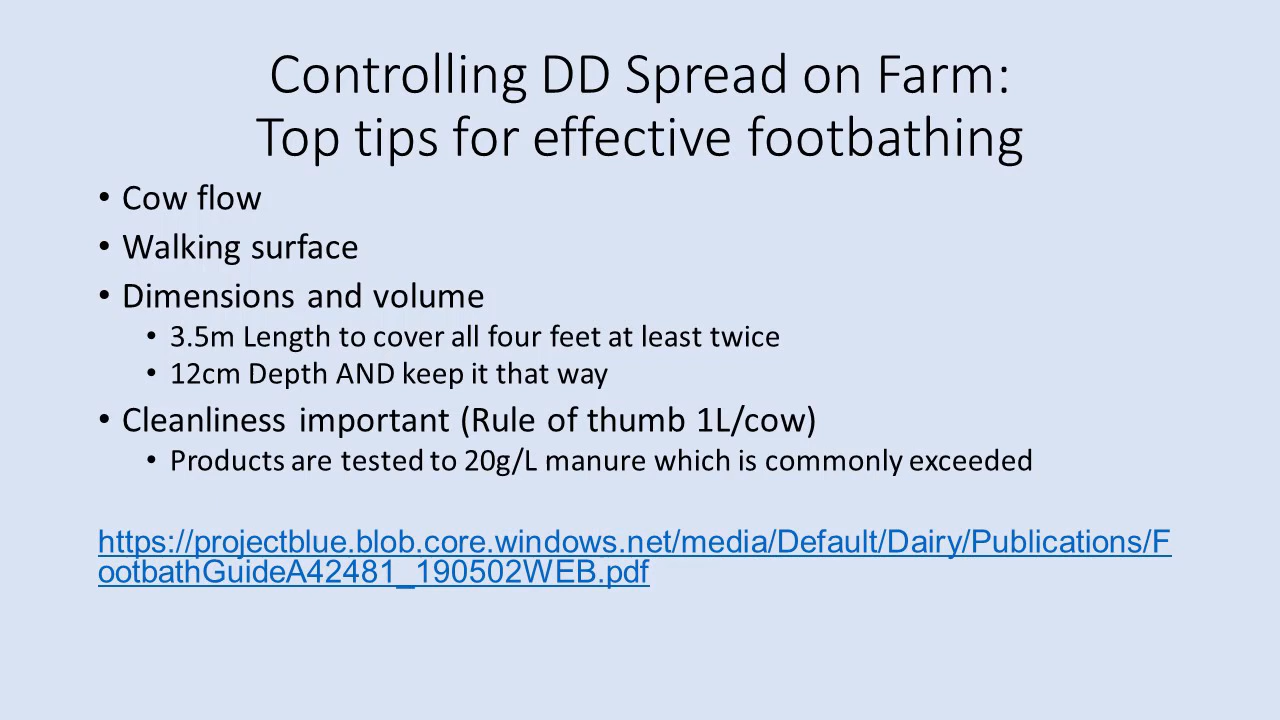 Controlling DD Spread on Farm:
Top tips for effective footbathing
• Cow flow
• Walking surface
• Dimensions and volume
• 3.5m Length to cover all four feet at least twice
• 12cm Depth AND keep it that way
• Cleanliness important (Rule of thumb 1L/cow)
• Products are tested to 20g/L manure which is commonly exceeded
https://projectblue.blob.core.windows.net/media/Default/Dairy/Publications/F
ootbathGuideA42481_190502WEB.pdf